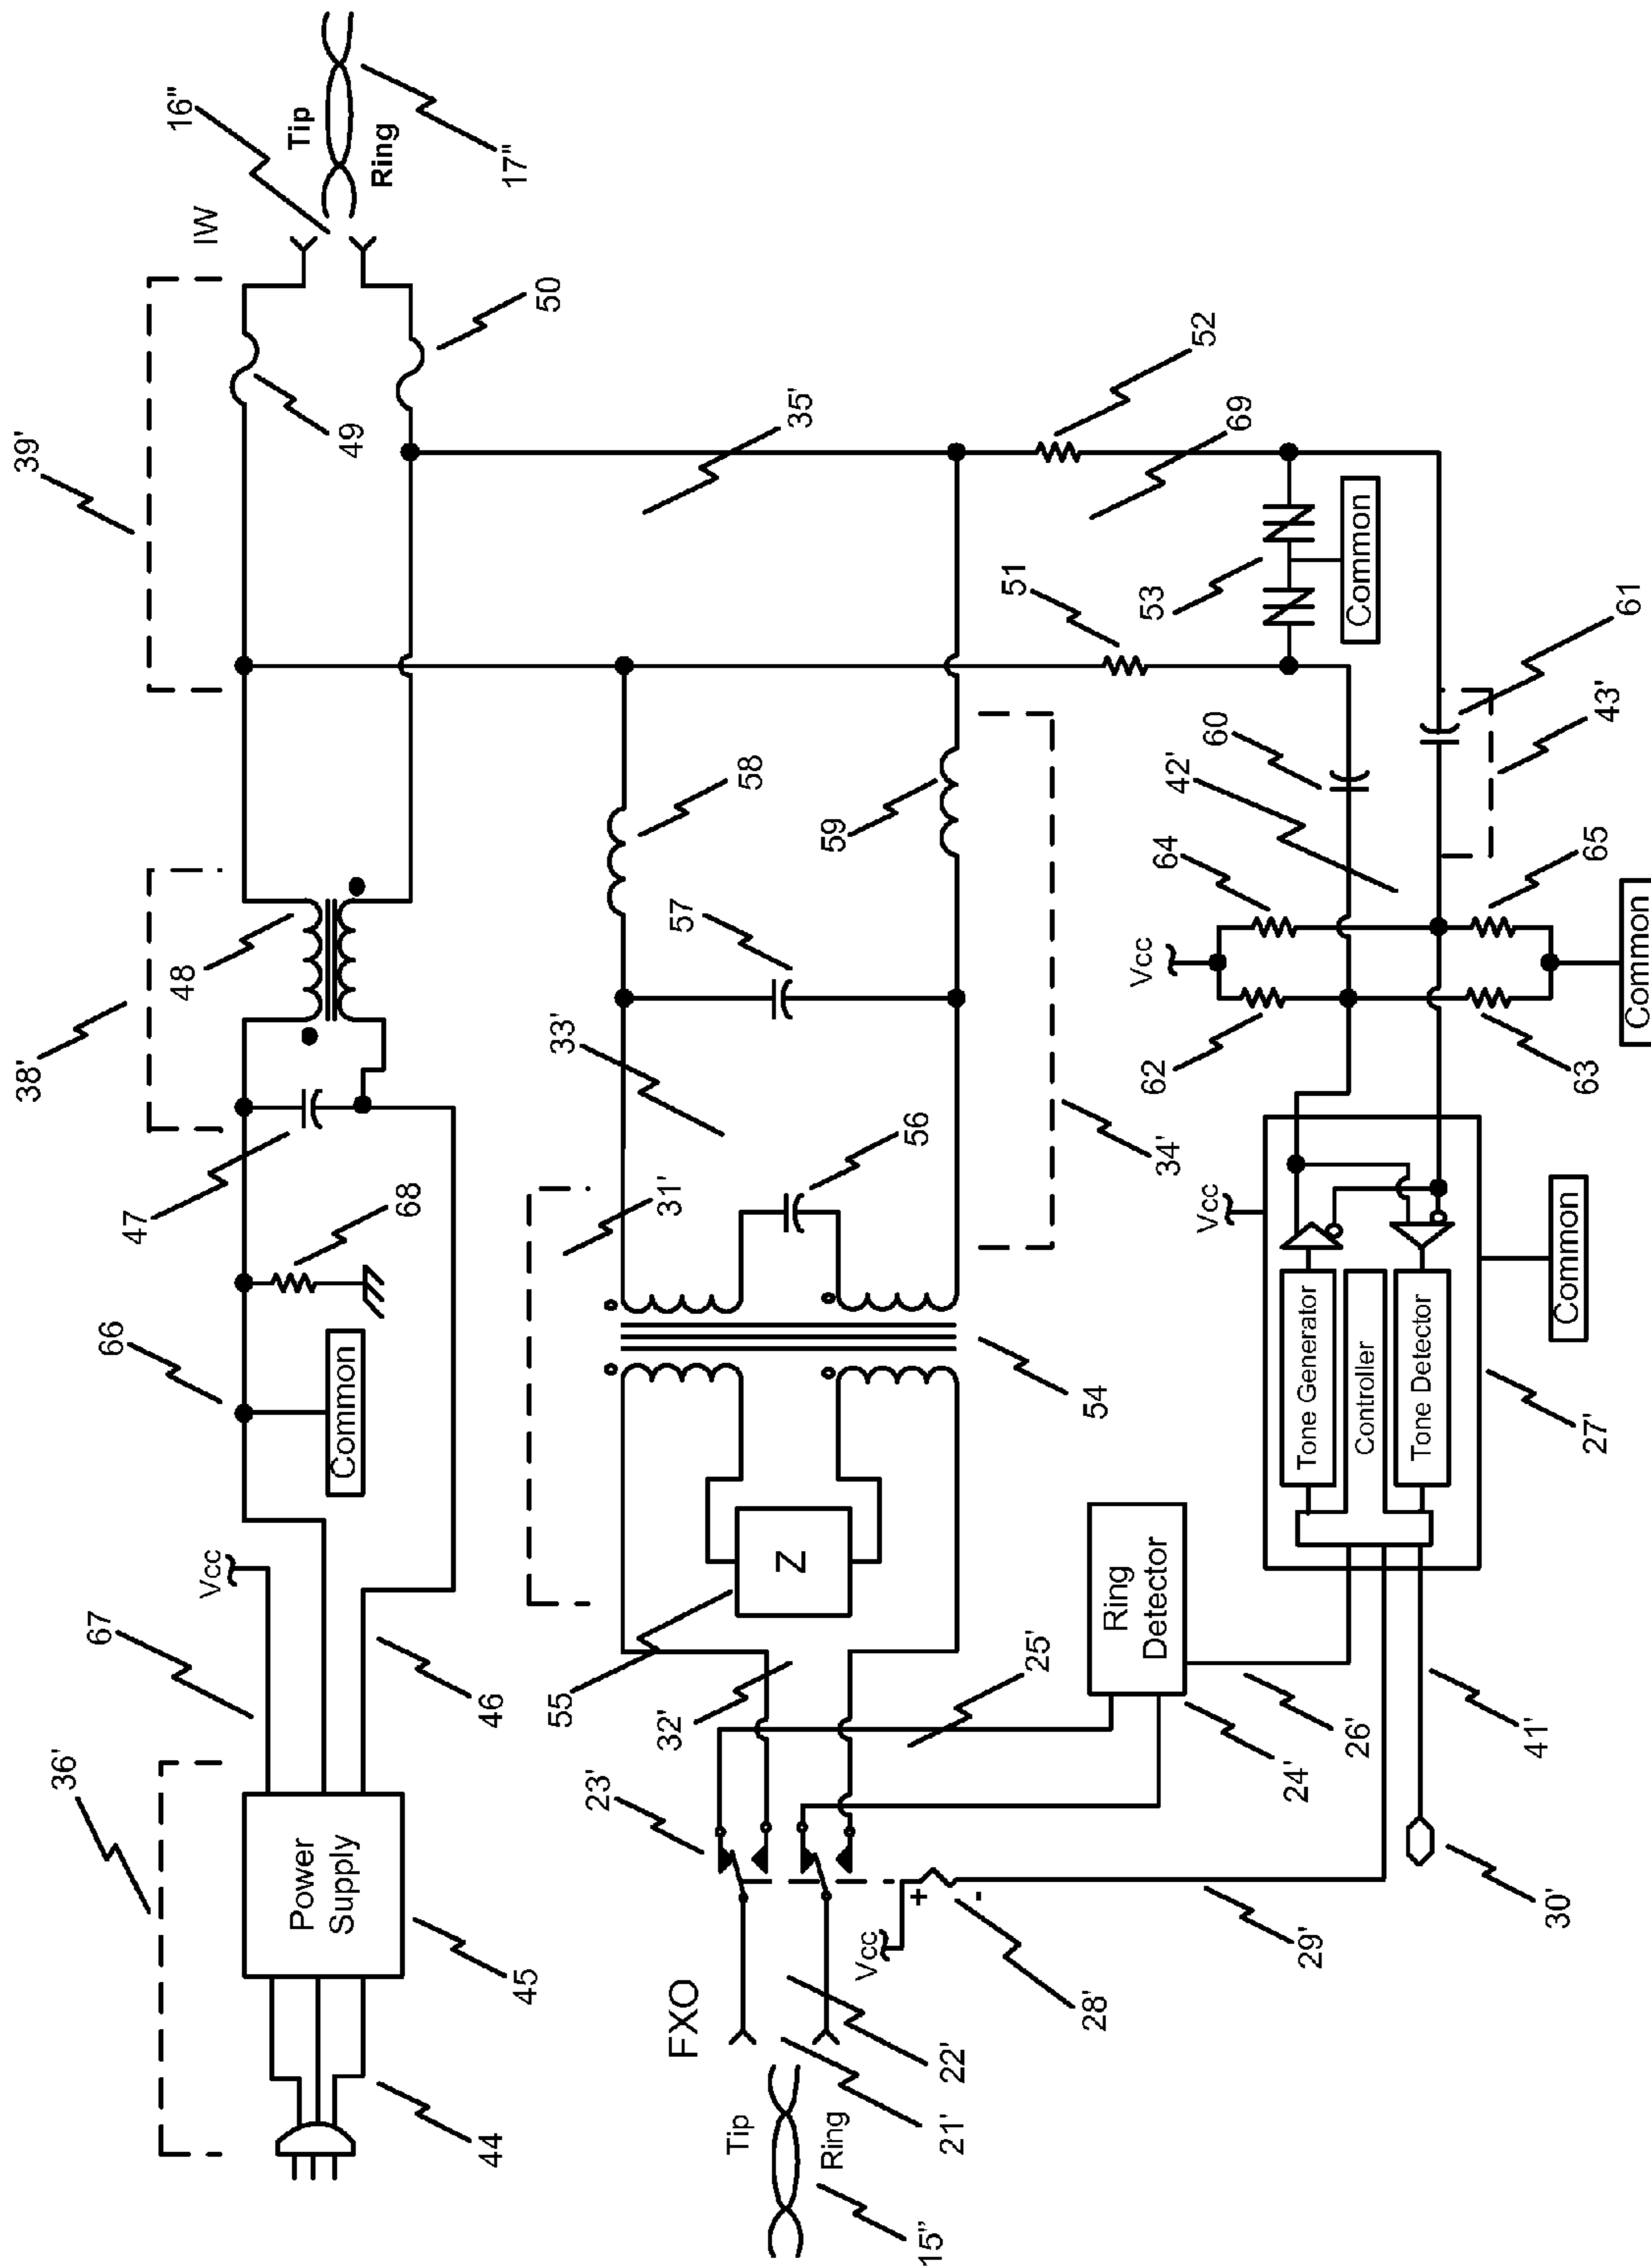 36'
67
66
38'
39'
16"
Vcc
IW
Power
Supply
Common
68
47
48
49
50
Tip
Ring
17"
44
45
46
FXO
Tip
Ring
15"
21'
22'
23'
55
Z
32'
25'
54
31'
33'
56
57
58
59
34'
35'
Vcc
+
-
28'
29'
30'
Ring
Detector
24'
26'
41'
51
52
69
53
Common
Vcc
Tone Generator
Controller
Tone Detector
27'
Common
Vcc
62
64
63
65
Common
42'
60
61
43'